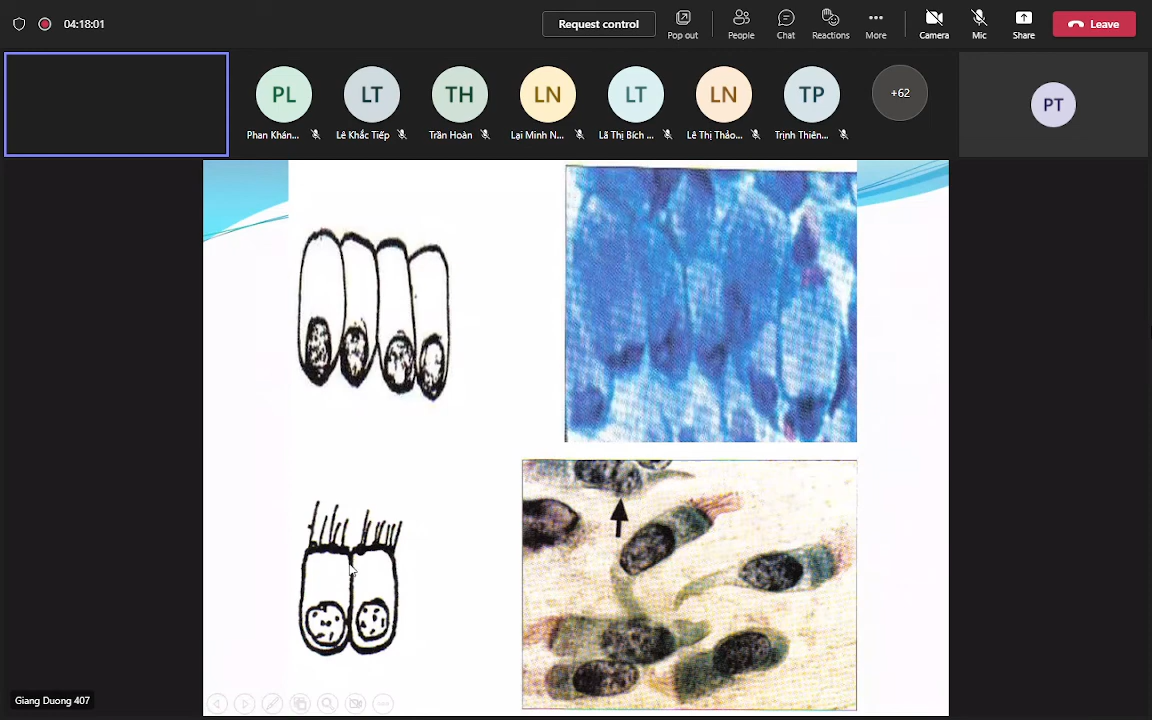 04:18:01
Request control
Pop out
People
Chat
Reactions
More
Camera
Mic
Share
Leave
PL
LT
TH
LN
LT
LN
TP
+62
PT
Phan Khán...
Lê Khắc Tiếp
Trần Hoàn
Lại Minh N...
Lã Thị Bích ...
Lê Thị Thảo...
Trịnh Thiên...
Giang Duong 407